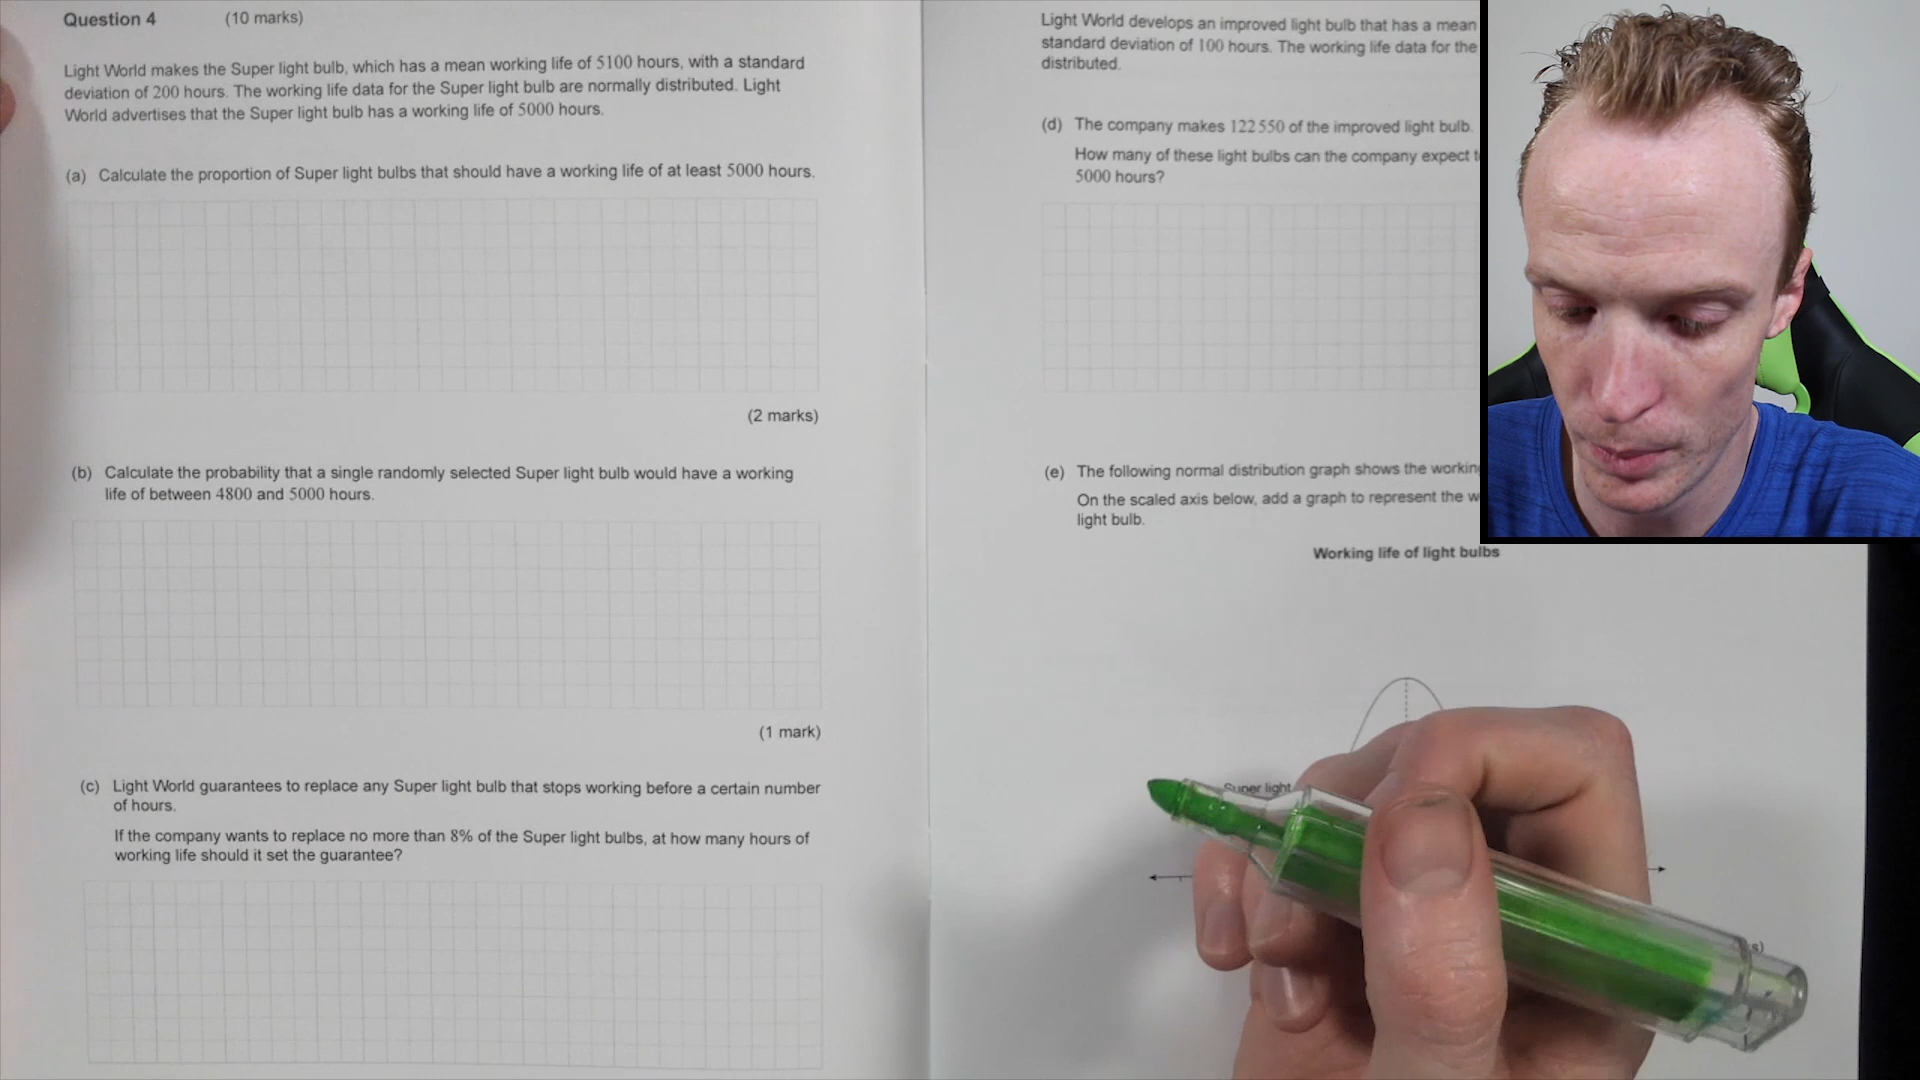 Question 4 (10 marks)
Light World makes the Super light bulb, which has a mean working life of 5100 hours, with a standard
deviation of 200 hours. The working life data for the Super light bulb are normally distributed. Light
World advertises that the Super light bulb has a working life of 5000 hours.
(a) Calculate the proportion of Super light bulbs that should have a working life of at least 5000 hours.
(2 marks)
(b) Calculate the probability that a single randomly selected Super light bulb would have a working
life of between 4800 and 5000 hours.
(1 mark)
(c) Light World guarantees to replace any Super light bulb that stops working before a certain number
of hours.
If the company wants to replace no more than 8% of the Super light bulbs, at how many hours of
working life should it set the guarantee?
Light World develops an improved light bulb that has a mean
standard deviation of 100 hours. The working life data for the
distributed.
(d) The company makes 122 550 of the improved light bulb.
How many of these light bulbs can the company expect
5000 hours?
(e) The following normal distribution graph shows the
On the scaled axis below, add a graph to represent the
light bulb.
Working life of light bulbs
Super light
s)